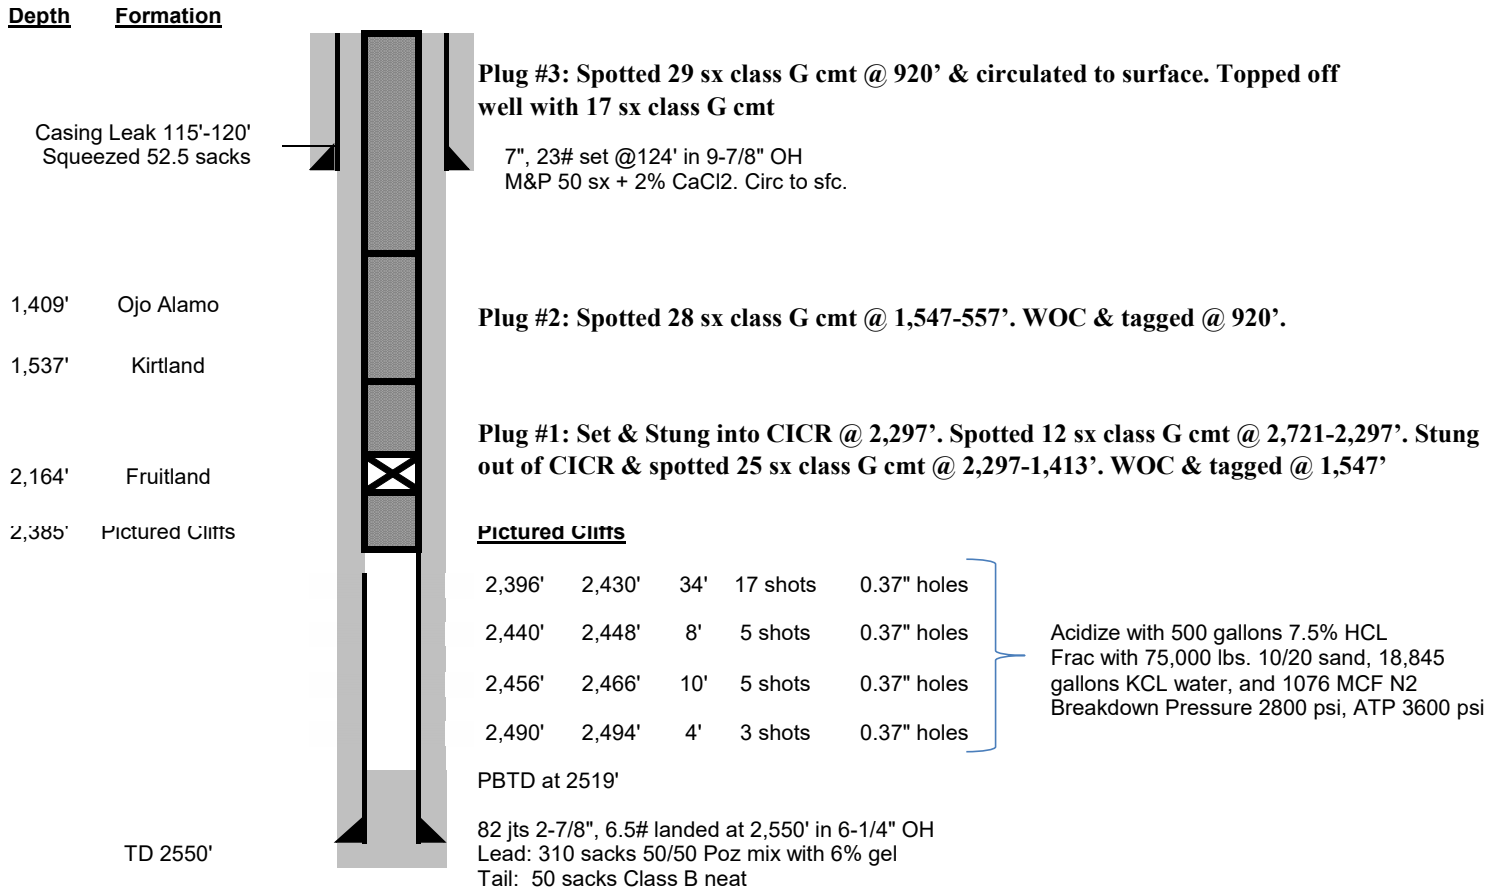 Depth Formation
Plug #3: Spotted 29 sx class G cmt @ 920’ & circulated to surface. Topped off
well with 17 sx class G cmt
Casing Leak 115'-120'
Squeezed 52.5 sacks
7", 23# set @124' in 9-7/8" OH
M&P 50 sx + 2% CaCl2. Circ to sfc.
1,409' Ojo Alamo
Plug #2: Spotted 28 sx class G cmt @ 1,547-557’. WOC & tagged @ 920’.
1,537' Kirtland
Plug #1: Set & Stung into CICR @ 2,297’. Spotted 12 sx class G cmt @ 2,721-2,297’. Stung
out of CICR & spotted 25 sx class G cmt @ 2,297-1,413’. WOC & tagged @ 1,547’
2,164' Fruitland
2,385' Pictured Cliffs
Pictured Cliffs
2,396' 2,430' 34' 17 shots 0.37" holes
2,440' 2,448' 8' 5 shots 0.37" holes
2,456' 2,466' 10' 5 shots 0.37" holes
2,490' 2,494' 4' 3 shots 0.37" holes
Acidize with 500 gallons 7.5% HCL
Frac with 75,000 lbs. 10/20 sand, 18,845
gallons KCL water, and 1076 MCF N2
Breakdown Pressure 2800 psi, ATP 3600 psi
PBTD at 2519'
82 jts 2-7/8", 6.5# landed at 2,550' in 6-1/4" OH
Lead: 310 sacks 50/50 Poz mix with 6% gel
Tail: 50 sacks Class B neat
TD 2550'